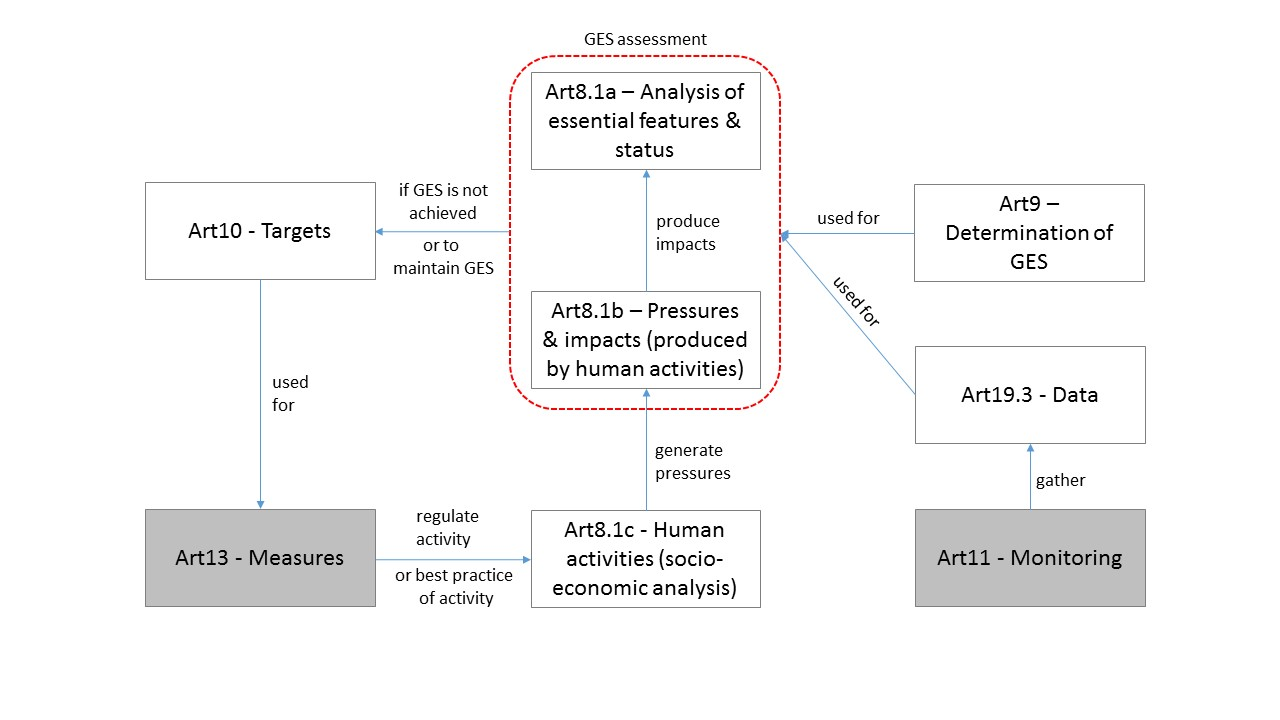 GES assessment
Art8.1a – Analysis of
essential features &
status
if GES is not
achieved
or to
maintain GES
Art10 - Targets
produce
impacts
used for
Art9 –
Determination of
GES
used for
Art8.1b – Pressures
& impacts (produced
by human activities)
used
for
Art19.3 - Data
generate
pressures
gather
Art13 - Measures
regulate
activity
or best practice
of activity
Art8.1c - Human
activities (socio-
economic analysis)
Art11 - Monitoring